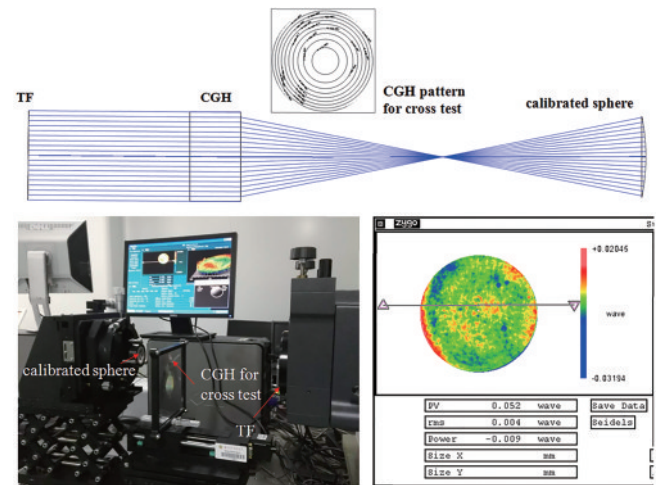 TF
CGH
CGH pattern
for cross test
calibrated sphere
calibrated sphere
CGH for
cross test
TF
zygo
+0.02045
wave
-0.03194
PV 0.052 wave
rms 0.004 wave
Power -0.009 wave
Size X mm
Size Y mm
Save Data
Seidels